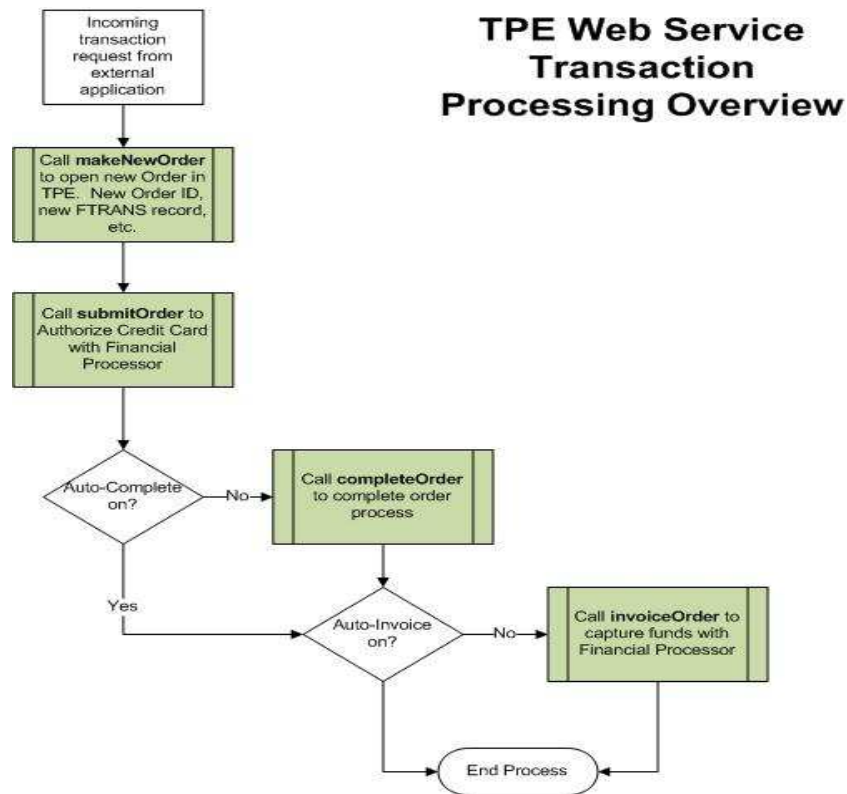 TPE Web Service
Transaction
Processing Overview
Incoming
transaction
request from
external
application
Call makeNewOrder
to open new Order in
TPE. New Order ID,
new FTRANS record,
etc.
Call submitOrder to
Authorize Credit Card
with Financial
Processor
Auto-Complete
on?
No
Call completeOrder
to complete order
process
Yes
Auto-Invoice
on?
No
Call invoiceOrder to
capture funds with
Financial Processor
End Process